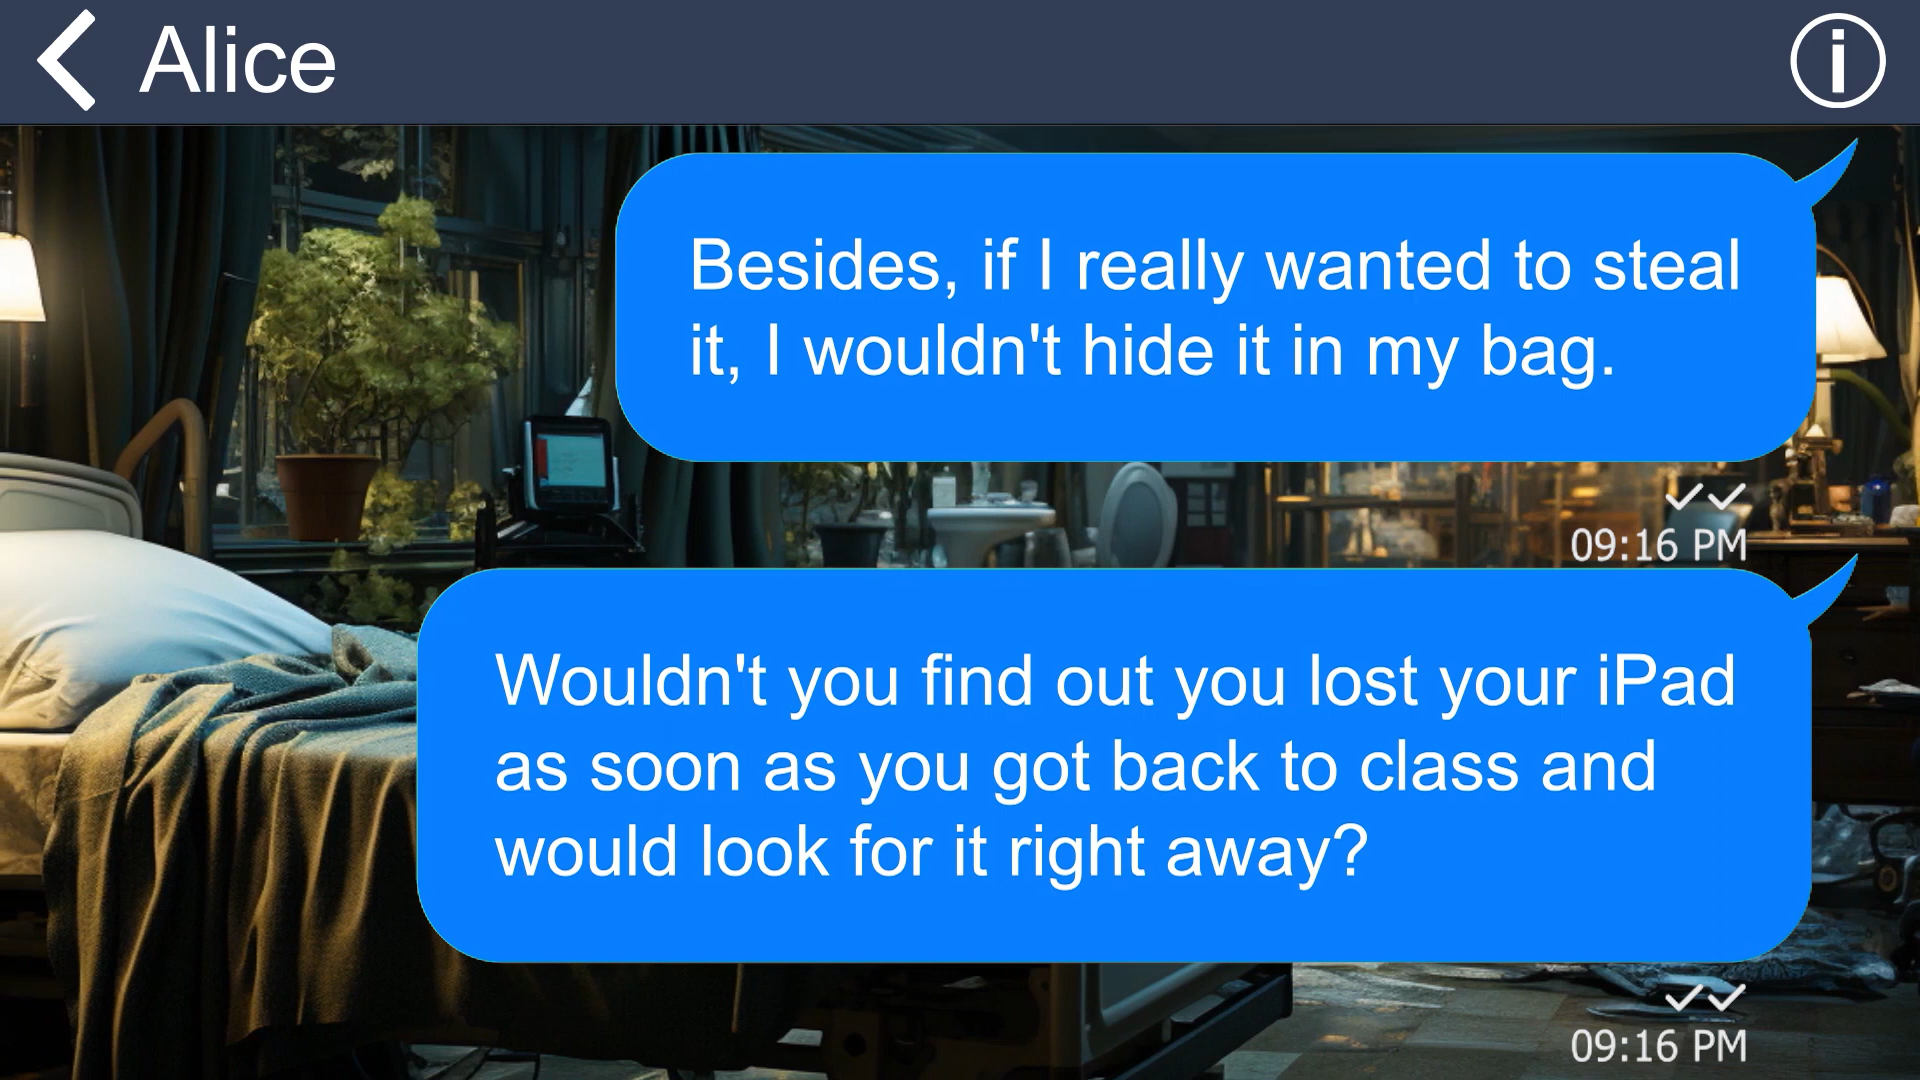 Alice
Besides, if I really wanted to steal
it, I wouldn't hide it in my bag.
09:16 PM
Wouldn't you find out you lost your iPad
as soon as you got back to class and
would look for it right away?
09:16 PM